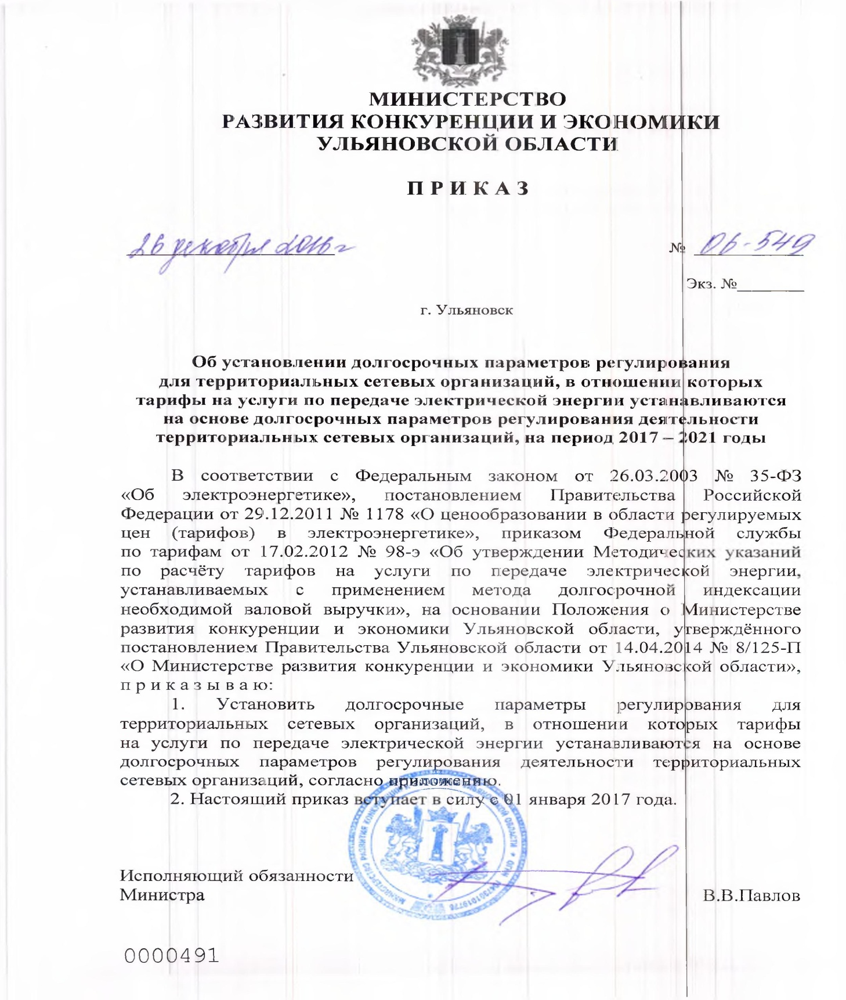 МИНИСТЕРСТВО
РАЗВИТИЯ КОНКУРЕНЦИИ И ЭКОНОМИКИ
УЛЬЯНОВСКОЙ ОБЛАСТИ
П Р И К А З
26 декабря 2016 г
№ 06-549
Экз. №
г. Ульяновск
Об установлении долгосрочных параметров регулирования
для территориальных сетевых организаций, в отношении которых
тарифы на услуги по передаче электрической энергии устанавливаются
на основе долгосрочных параметров регулирования деятельности
территориальных сетевых организаций, на период 2017 – 2021 годы
В соответствии с Федеральным законом от 26.03.2003 № 35-ФЗ
«Об электроэнергетике», постановлением Правительства Российской
Федерации от 29.12.2011 № 1178 «О ценообразовании в области регулируемых
цен (тарифов) в электроэнергетике», приказом Федеральной службы
по тарифам от 17.02.2012 № 98-э «Об утверждении Методических указаний
по расчёту тарифов на услуги по передаче электрической энергии,
устанавливаемых с применением метода долгосрочной индексации
необходимой валовой выручки», на основании Положения о Министерстве
развития конкуренции и экономики Ульяновской области, утверждённого
постановлением Правительства Ульяновской области от 14.04.2014 № 8/125-П
«О Министерстве развития конкуренции и экономики Ульяновской области»,
п р и к а з ы в а ю:
1. Установить долгосрочные параметры регулирования для
территориальных сетевых организаций, в отношении которых тарифы
на услуги по передаче электрической энергии устанавливаются на основе
долгосрочных параметров регулирования деятельности территориальных
сетевых организаций, согласно приложению.
2. Настоящий приказ вступает в силу с 01 января 2017 года.
МИНИСТЕРСТВО РАЗВИТИЯ КОНКУРЕНЦИИ И ЭКОНОМИКИ УЛЬЯНОВСКОЙ ОБЛАСТИ * ОГРН
Исполняющий обязанности
Министра
В.В.Павлов
0000491